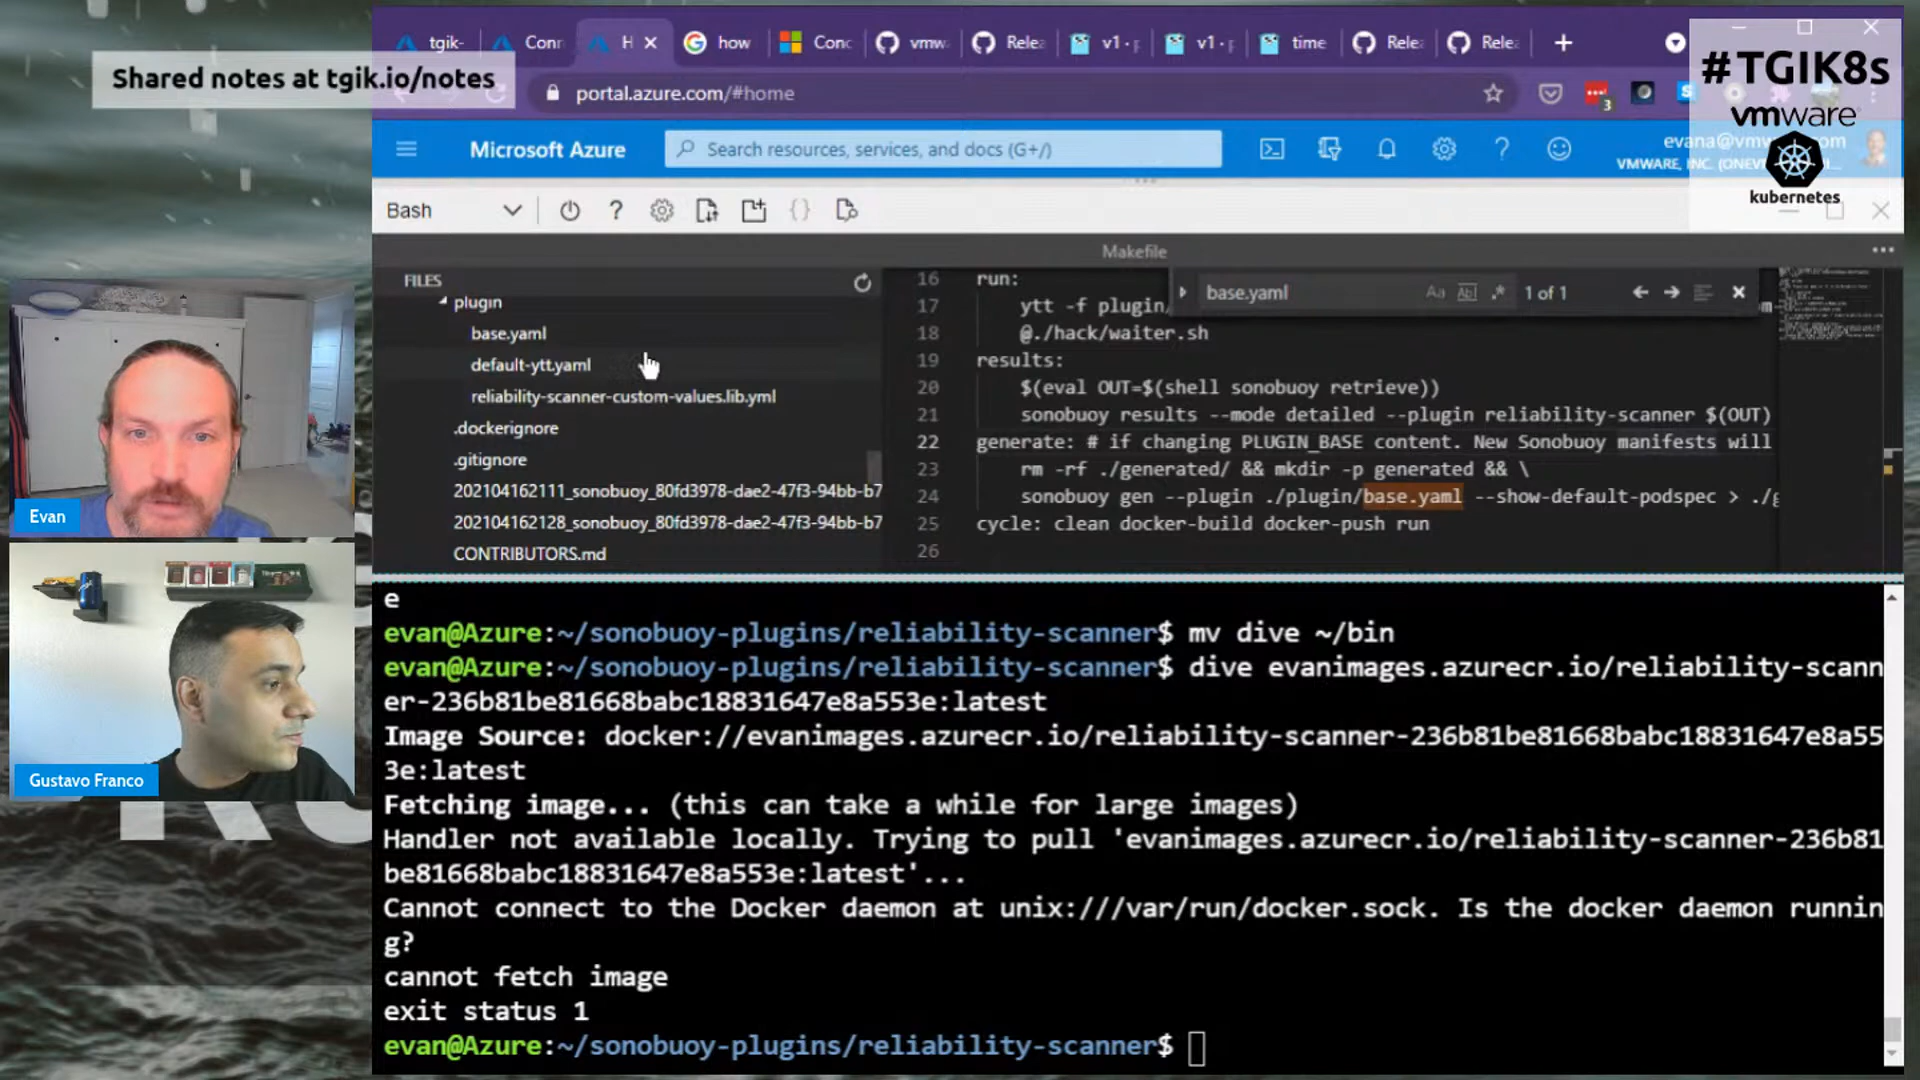 Shared notes at tgik.io/notes
tgik-
Conn
H
how
Conc
vmw
Relea
v1 · p
v1 · p
time
Relea
Relea
#TGIK8s
portal.azure.com/#home
3
S
vmware
Microsoft Azure
Search resources, services, and docs (G+/)
evana@vmw
om
VMWARE, INC.
kubernetes
Bash
Makefile
FILES
plugin
base.yaml
default-ytt.yaml
reliability-scanner-custom-values.lib.yml
.dockerignore
.gitignore
202104162111_sonobuoy_80fd3978-dae2-47f3-94bb-b7
202104162128_sonobuoy_80fd3978-dae2-47f3-94bb-b7
CONTRIBUTORS.md
base.yaml
Aa
Abl
1 of 1
16 run:
17 ytt -f plugin/
18 @./hack/waiter.sh
19 results:
20 $(eval OUT=$(shell sonobuoy retrieve))
21 sonobuoy results --mode detailed --plugin reliability-scanner $(OUT)
22 generate: # if changing PLUGIN_BASE content. New Sonobuoy manifests will
23 rm -rf ./generated/ && mkdir -p generated && \
24 sonobuoy gen --plugin ./plugin/base.yaml --show-default-podspec > ./g
25 cycle: clean docker-build docker-push run
26
e
evan@Azure:~/sonobuoy-plugins/reliability-scanner$ mv dive ~/bin
evan@Azure:~/sonobuoy-plugins/reliability-scanner$ dive evanimages.azurecr.io/reliability-scann
er-236b81be81668babc18831647e8a553e:latest
Image Source: docker://evanimages.azurecr.io/reliability-scanner-236b81be81668babc18831647e8a55
3e:latest
Fetching image... (this can take a while for large images)
Handler not available locally. Trying to pull 'evanimages.azurecr.io/reliability-scanner-236b81
be81668babc18831647e8a553e:latest'...
Cannot connect to the Docker daemon at unix:///var/run/docker.sock. Is the docker daemon runnin
g?
cannot fetch image
exit status 1
evan@Azure:~/sonobuoy-plugins/reliability-scanner$
Evan
Gustavo Franco